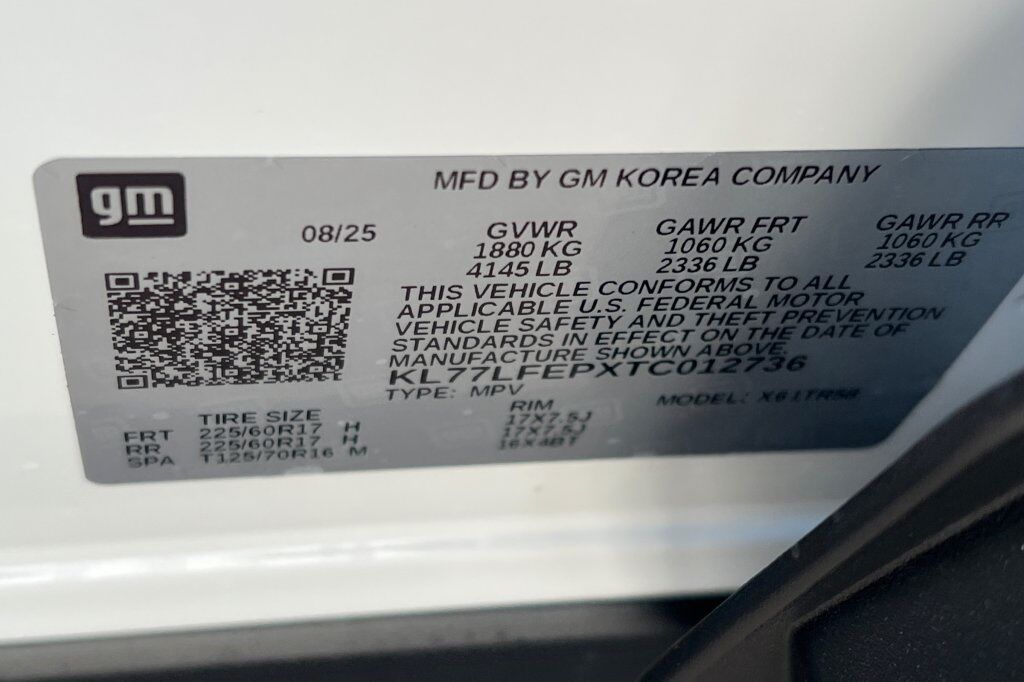 gm
MFD BY GM KOREA COMPANY
08/25
GVWR GAWR FRT GAWR RR
1880 KG 1060 KG 1060 KG
4145 LB 2336 LB 2336 LB
THIS VEHICLE CONFORMS TO ALL
APPLICABLE U.S. FEDERAL MOTOR
VEHICLE SAFETY AND THEFT PREVENTION
STANDARDS IN EFFECT ON THE DATE OF
MANUFACTURE SHOWN ABOVE.
KL77LFEPXTC012736
TYPE: MPV MODEL:
TIRE SIZE RIM
FRT 225/60R17 H 17X7.5J
RR 225/60R17 H 17X7.5J
SPA T125/70R16 M 16X4BT